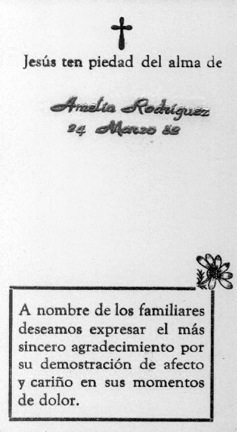 Jesús ten piedad del alma de
Amelia Rodríguez
24 Marzo 82
A nombre de los familiares
deseamos expresar el más
sincero agradecimiento por
su demostración de afecto
y cariño en sus momentos
de dolor.